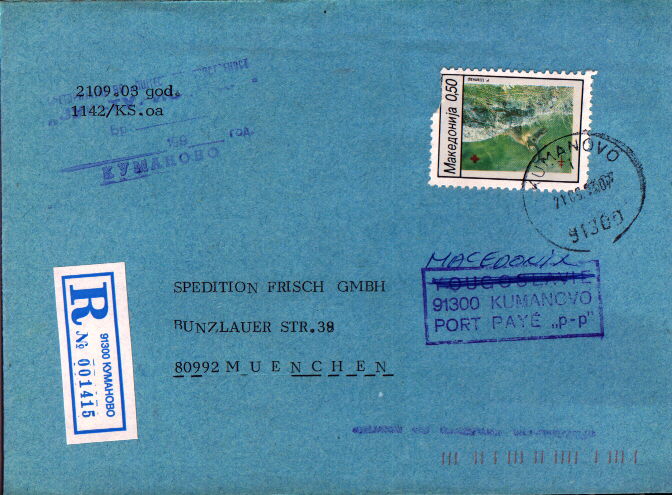 2109.03 god.
1142/KS.oa
год.
КУМАНОВО
Македонија 0,50
KUMANOVO
91300
MACEDONIA
YOUGOSLAVIE
91300 KUMANOVO
PORT PAYÉ „p-p"
SPEDITION FRISCH GMBH
BUNZLAUER STR.38
80992 MUENCHEN
R
91300 КУМАНОВО
№ 001415